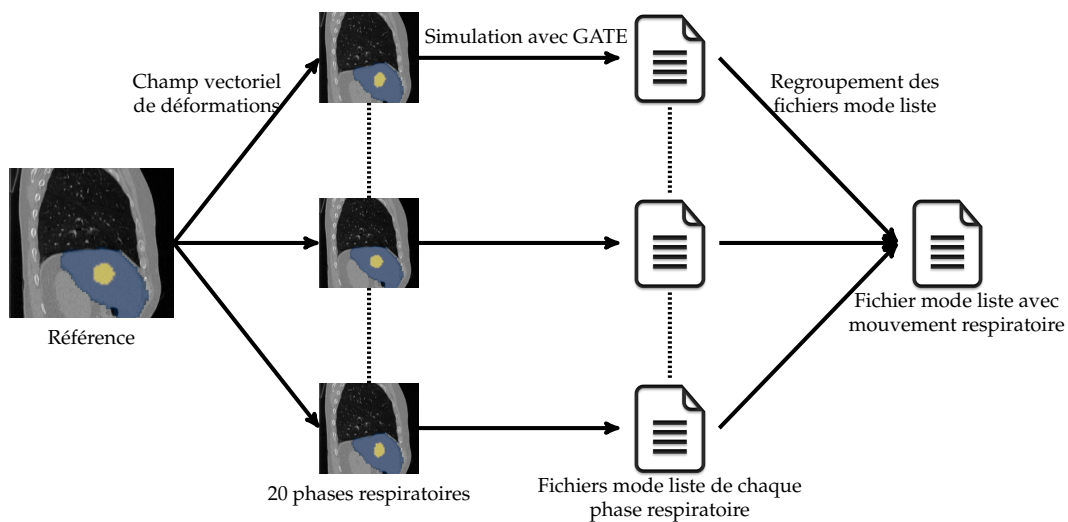 Simulation avec GATE
Champ vectoriel
de déformations
Regroupement des
fichiers mode liste
Référence
Fichier mode liste avec
mouvement respiratoire
20 phases respiratoires
Fichiers mode liste de chaque
phase respiratoire